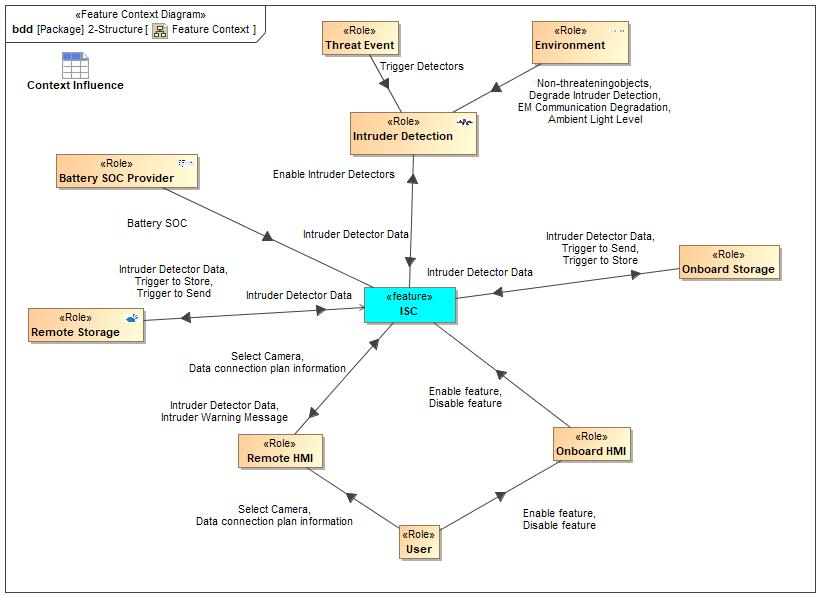 «Feature Context Diagram»
bdd [Package] 2-Structure [ Feature Context ]
Context Influence
«Role»
Threat Event
«Role»
Environment
Trigger Detectors
Non-threateningobjects,
Degrade Intruder Detection,
EM Communication Degradation,
Ambient Light Level
«Role»
Intruder Detection
«Role»
Battery SOC Provider
Enable Intruder Detectors
Battery SOC
Intruder Detector Data
Intruder Detector Data,
Trigger to Send,
Trigger to Store
«Role»
Onboard Storage
Intruder Detector Data,
Trigger to Store,
Trigger to Send
Intruder Detector Data
Intruder Detector Data
«feature»
ISC
«Role»
Remote Storage
Select Camera,
Data connection plan information
Enable feature,
Disable feature
Intruder Detector Data,
Intruder Warning Message
«Role»
Remote HMI
«Role»
Onboard HMI
Select Camera,
Data connection plan information
Enable feature,
Disable feature
«Role»
User